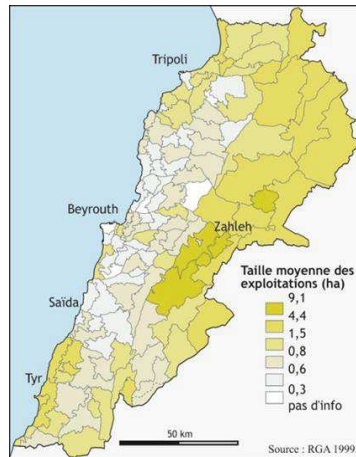 Tripoli
Beyrouth
Zahleh
Saïda
Tyr
Taille moyenne des
exploitations (ha)
9,1
4,4
1,5
0,8
0,6
0,3
pas d'info
50 km
Source : RGA 1999